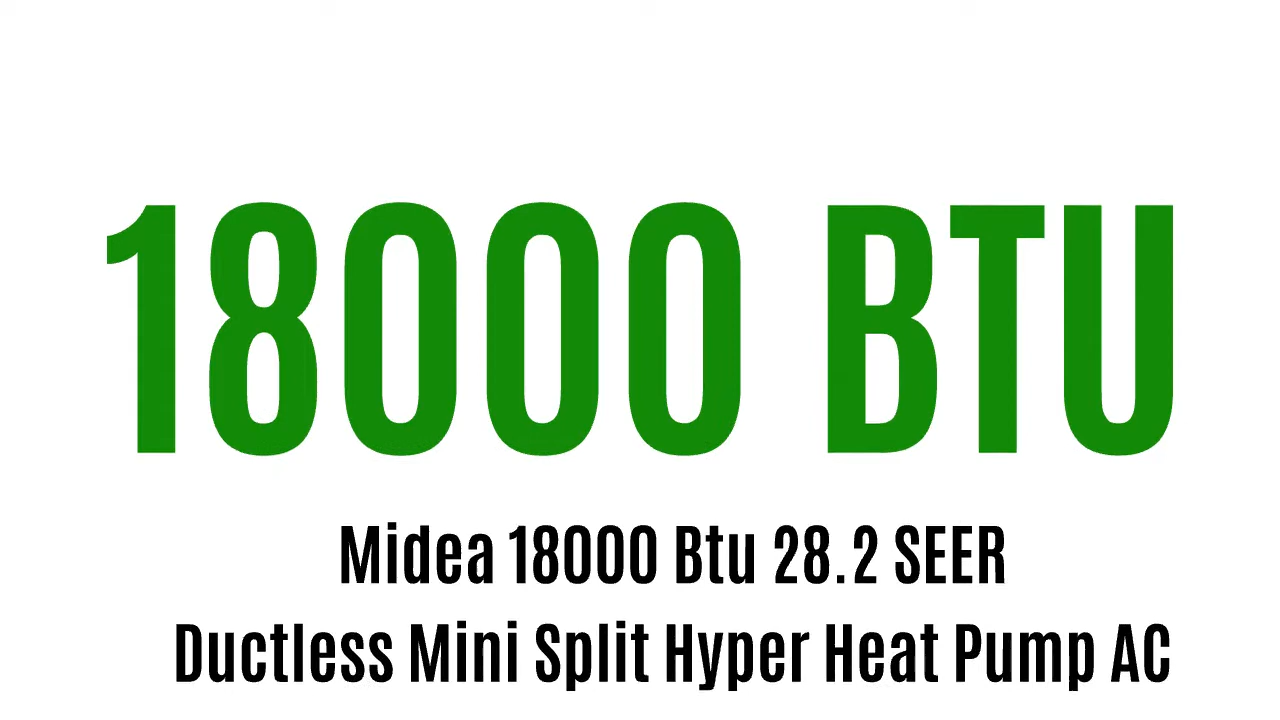 18000 BTU
Midea 18000 Btu 28.2 SEER
Ductless Mini Split Hyper Heat Pump AC